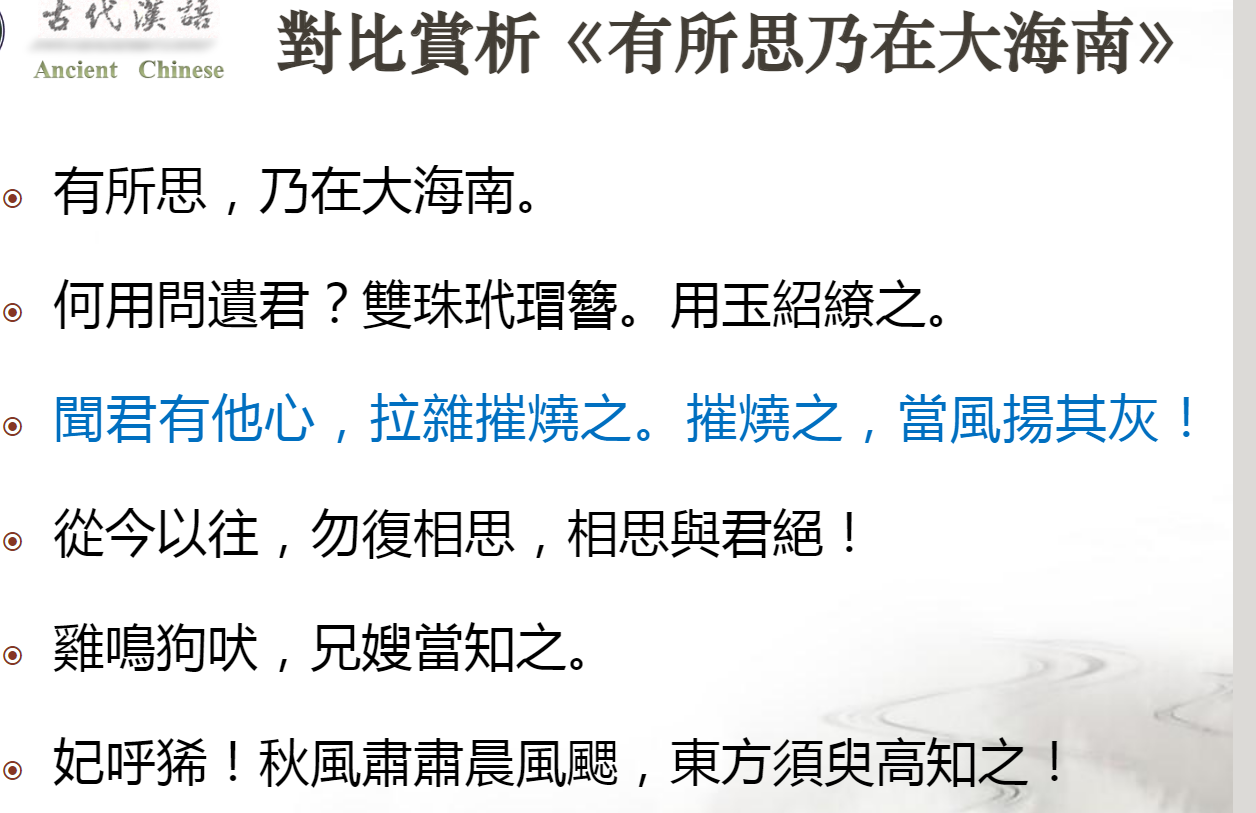 古代漢語
Ancient Chinese
對比賞析《有所思乃在大海南》
有所思，乃在大海南。
何用問遺君？雙珠玳瑁簪。用玉紹繚之。
聞君有他心，拉雜摧燒之。摧燒之，當風揚其灰！
從今以往，勿復相思，相思與君絕！
雞鳴狗吠，兄嫂當知之。
妃呼狶！秋風肅肅晨風颸，東方須臾高知之！